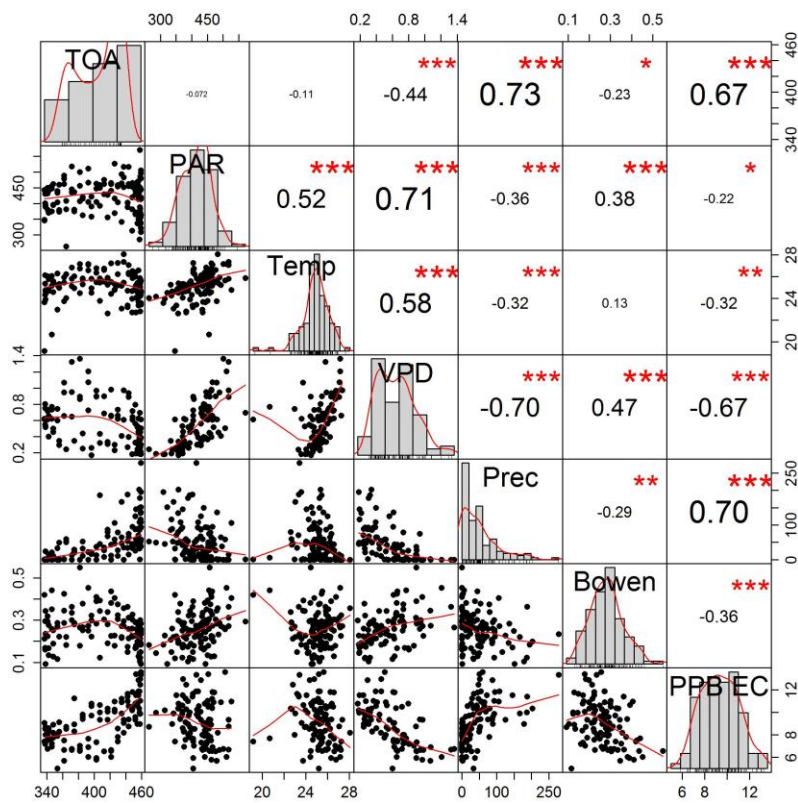 300 450
0.2 0.8 1.4
0.1 0.3 0.5
TOA
-0.072
-0.11
***
-0.44
***
0.73
*
-0.23
***
0.67
340 400 460
300 450
PAR
***
0.52
***
0.71
***
-0.36
***
0.38
*
-0.22
Temp
***
0.58
***
-0.32
0.13
**
-0.32
20 24 28
0.2 0.8 1.4
VPD
***
-0.70
***
0.47
***
-0.67
Prec
**
-0.29
***
0.70
0 100 250
0.1 0.3 0.5
Bowen
***
-0.36
PPB EC
6 8 12
340 400 460
20 24 28
0 50 150 250
6 8 12